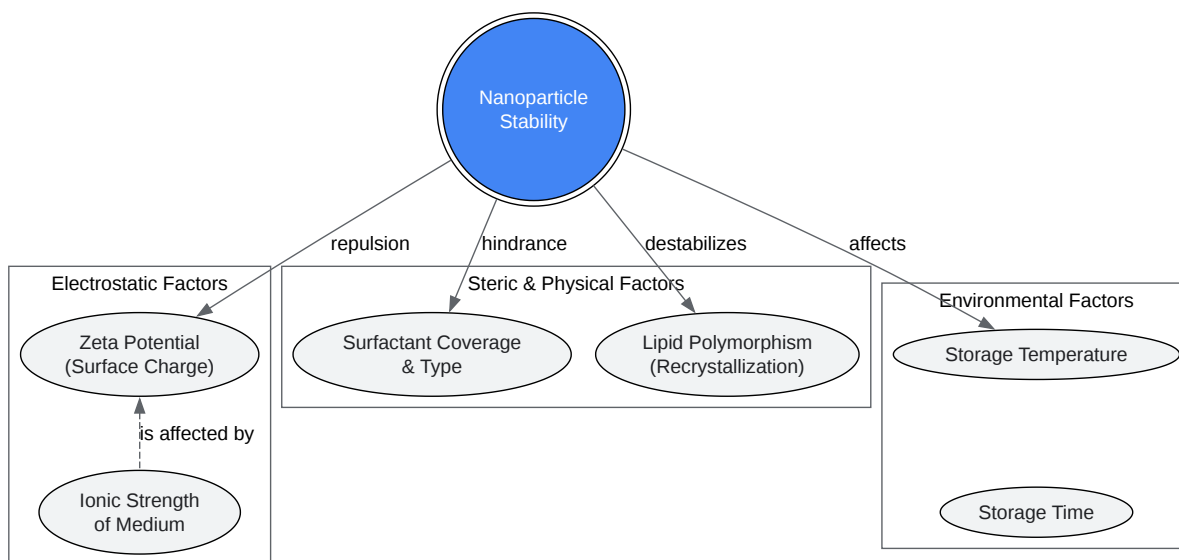 Nanoparticle
Stability
repulsion
hindrance
destabilizes
affects
Electrostatic Factors
Steric & Physical Factors
Environmental Factors
Zeta Potential
(Surface Charge)
Surfactant Coverage
& Type
Lipid Polymorphism
(Recrystallization)
Storage Temperature
is affected by
Ionic Strength
of Medium
Storage Time